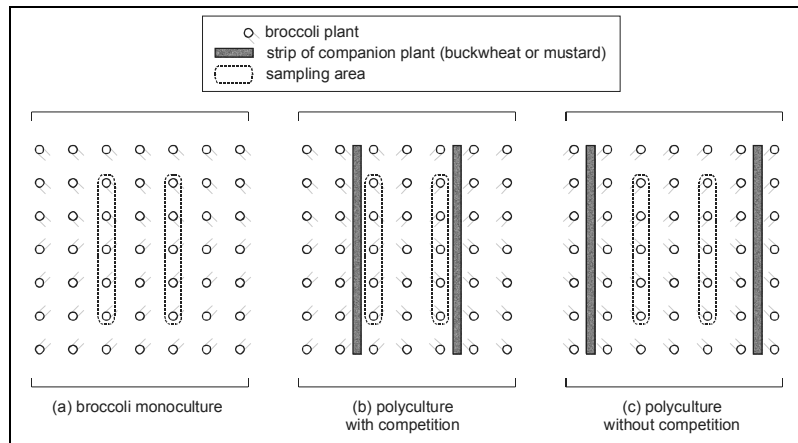 broccoli plant
strip of companion plant (buckwheat or mustard)
sampling area
(a) broccoli monoculture
(b) polyculture
with competition
(c) polyculture
without competition